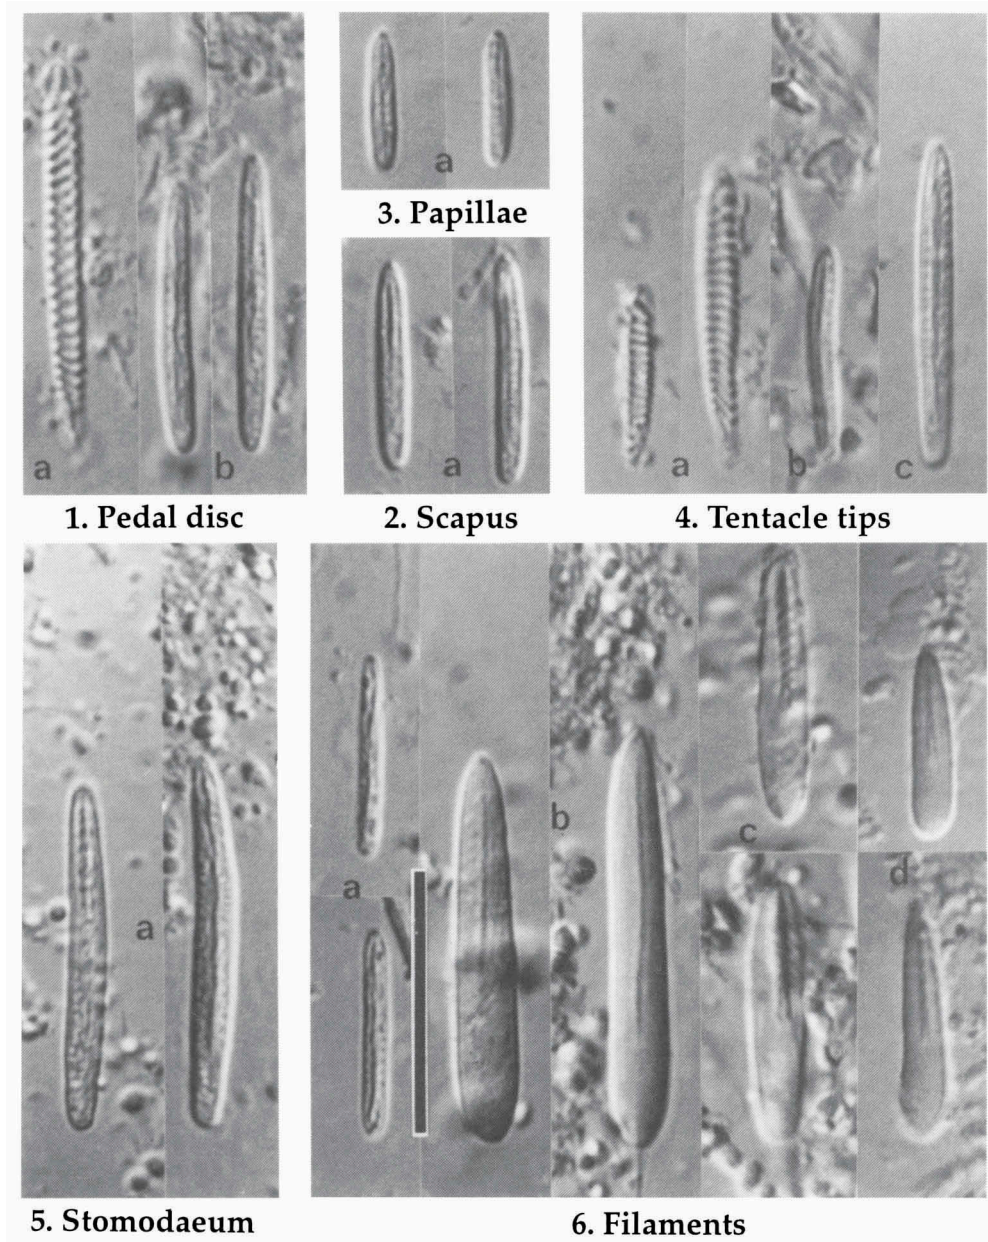 a
b
1. Pedal disc
a
3. Papillae
a
2. Scapus
a
b
c
4. Tentacle tips
a
5. Stomodaeum
a
b
c
d
6. Filaments